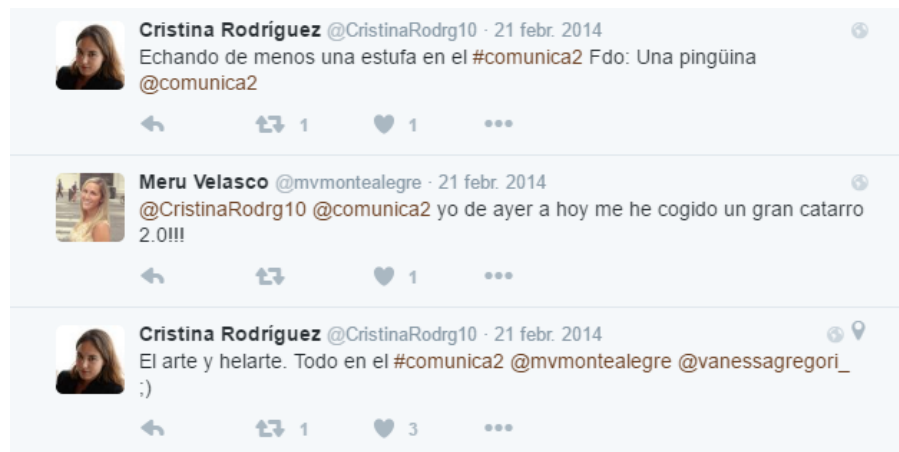 Cristina Rodríguez @CristinaRodrg10 · 21 febr. 2014
Echando de menos una estufa en el #comunica2 Fdo: Una pingüina
@comunica2
1 1
Meru Velasco @mvmontealegre · 21 febr. 2014
@CristinaRodrg10 @comunica2 yo de ayer a hoy me he cogido un gran catarro
2.0!!!
1
Cristina Rodríguez @CristinaRodrg10 · 21 febr. 2014
El arte y helarte. Todo en el #comunica2 @mvmontealegre @vanessagregori_
;)
1 3